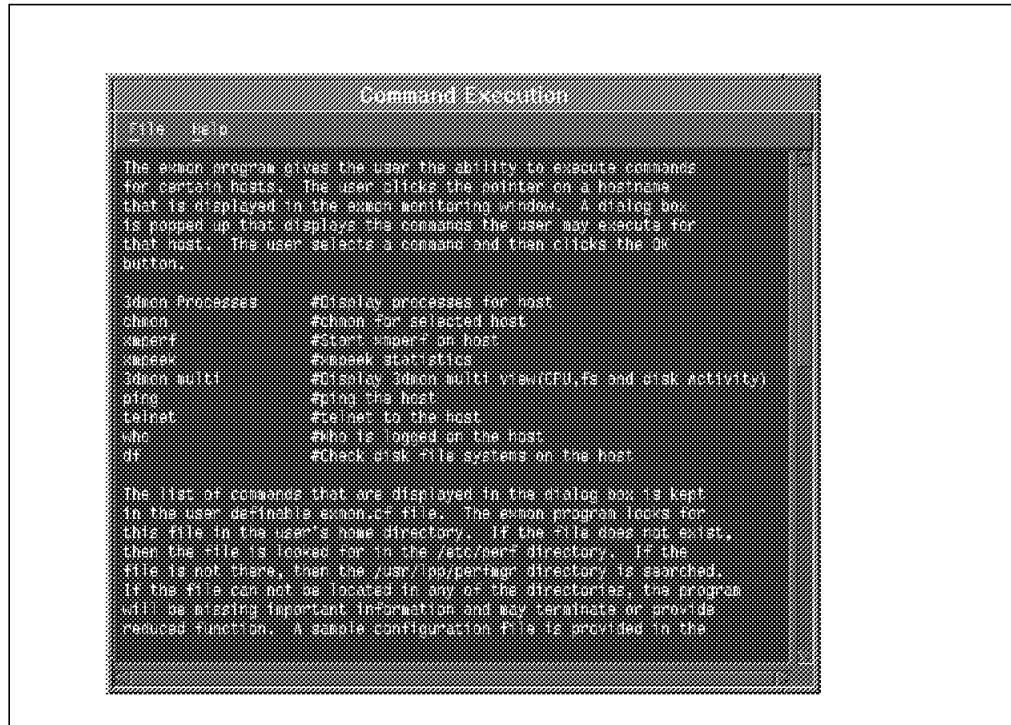 Command Execution
File Help
The exmon program gives the user the ability to execute commands
for certain hosts. The user clicks the pointer on a hostname
that is displayed in the exmon monitoring window. A dialog box
is popped up that displays the commands the user may execute for
that host. The user selects a command and then clicks the OK
button.
3dmon Processes #Display processes for host
chmon #chmon for selected host
xmperf #Start xmperf on host
xmpeek #xmpeek statistics
3dmon multi #Display 3dmon multi view(CPU,fs and disk Activity)
ping #ping the host
telnet #telnet to the host
who #Who is logged on the host
df #Check disk file systems on the host
The list of commands that are displayed in the dialog box is kept
in the user definable exmon.cf file. The exmon program looks for
this file in the user's home directory. If the file does not exist,
then the file is looked for in the /etc/perf directory. If the
file is not there, then the /usr/lpp/perfmgr directory is searched.
If the file can not be located in any of the directories, the program
will be missing important information and may terminate or provide
reduced function. A sample configuration file is provided in the